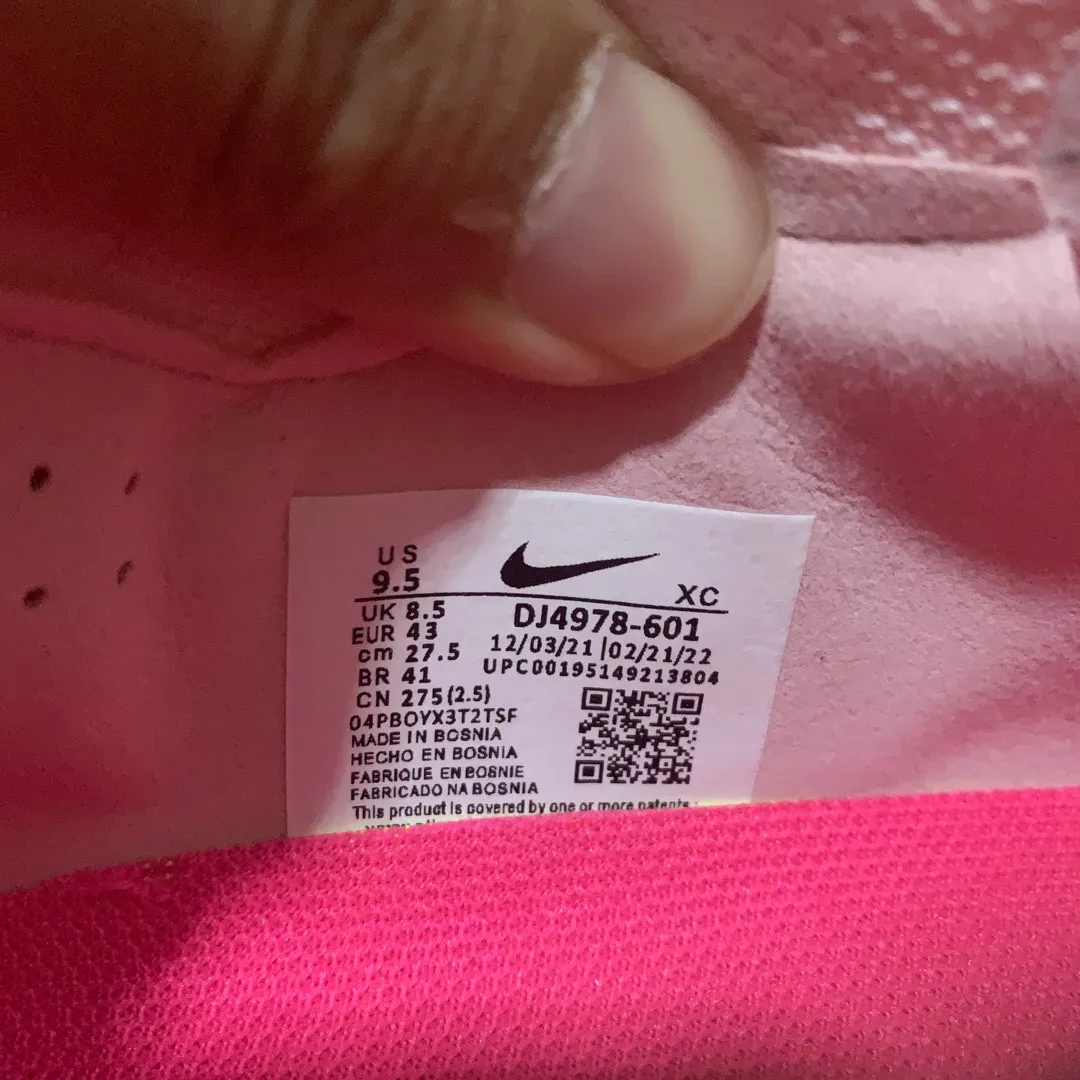 US
9.5
XC
UK 8.5
DJ4978-601
EUR 43
12/03/21|02/21/22
cm 27.5
UPC00195149213804
BR 41
CN 275(2.5)
04PBOYX3T2TSF
MADE IN BOSNIA
HECHO EN BOSNIA
FABRIQUE EN BOSNIE
FABRICADO NA BOSNIA
This product is covered by one or more patents